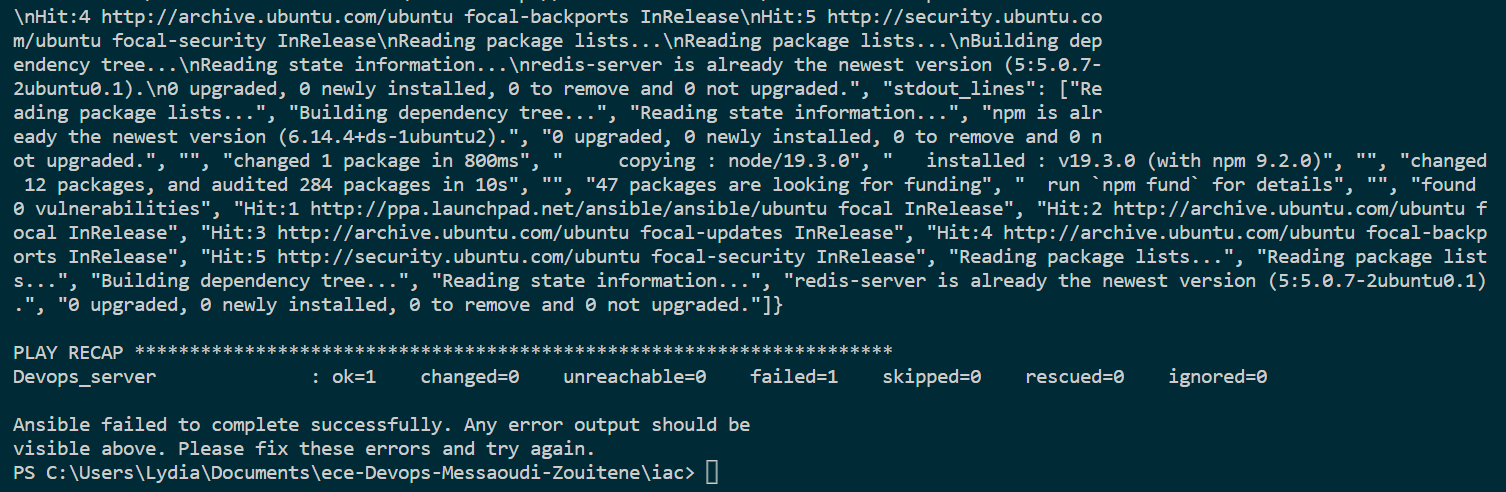 \nHit:4 http://archive.ubuntu.com/ubuntu focal-backports InRelease\nHit:5 http://security.ubuntu.co
m/ubuntu focal-security InRelease\nReading package lists...\nReading package lists...\nBuilding dep
endency tree...\nReading state information...\nredis-server is already the newest version (5:5.0.7-
2ubuntu0.1).\n0 upgraded, 0 newly installed, 0 to remove and 0 not upgraded.", "stdout_lines": ["Re
ading package lists...", "Building dependency tree...", "Reading state information...", "npm is alr
eady the newest version (6.14.4+ds-1ubuntu2).", "0 upgraded, 0 newly installed, 0 to remove and 0 n
ot upgraded.", "", "changed 1 package in 800ms", "     copying : node/19.3.0", "   installed : v19.3.0 (with npm 9.2.0)", "", "changed
 12 packages, and audited 284 packages in 10s", "", "47 packages are looking for funding", "  run `npm fund` for details", "", "found
0 vulnerabilities", "Hit:1 http://ppa.launchpad.net/ansible/ansible/ubuntu focal InRelease", "Hit:2 http://archive.ubuntu.com/ubuntu f
ocal InRelease", "Hit:3 http://archive.ubuntu.com/ubuntu focal-updates InRelease", "Hit:4 http://archive.ubuntu.com/ubuntu focal-backp
orts InRelease", "Hit:5 http://security.ubuntu.com/ubuntu focal-security InRelease", "Reading package lists...", "Reading package list
s...", "Building dependency tree...", "Reading state information...", "redis-server is already the newest version (5:5.0.7-2ubuntu0.1)
.", "0 upgraded, 0 newly installed, 0 to remove and 0 not upgraded."]}
PLAY RECAP *********************************************************************
Devops_server              : ok=1    changed=0    unreachable=0    failed=1    skipped=0    rescued=0    ignored=0
Ansible failed to complete successfully. Any error output should be
visible above. Please fix these errors and try again.
PS C:\Users\Lydia\Documents\ece-Devops-Messaoudi-Zouitene\iac>